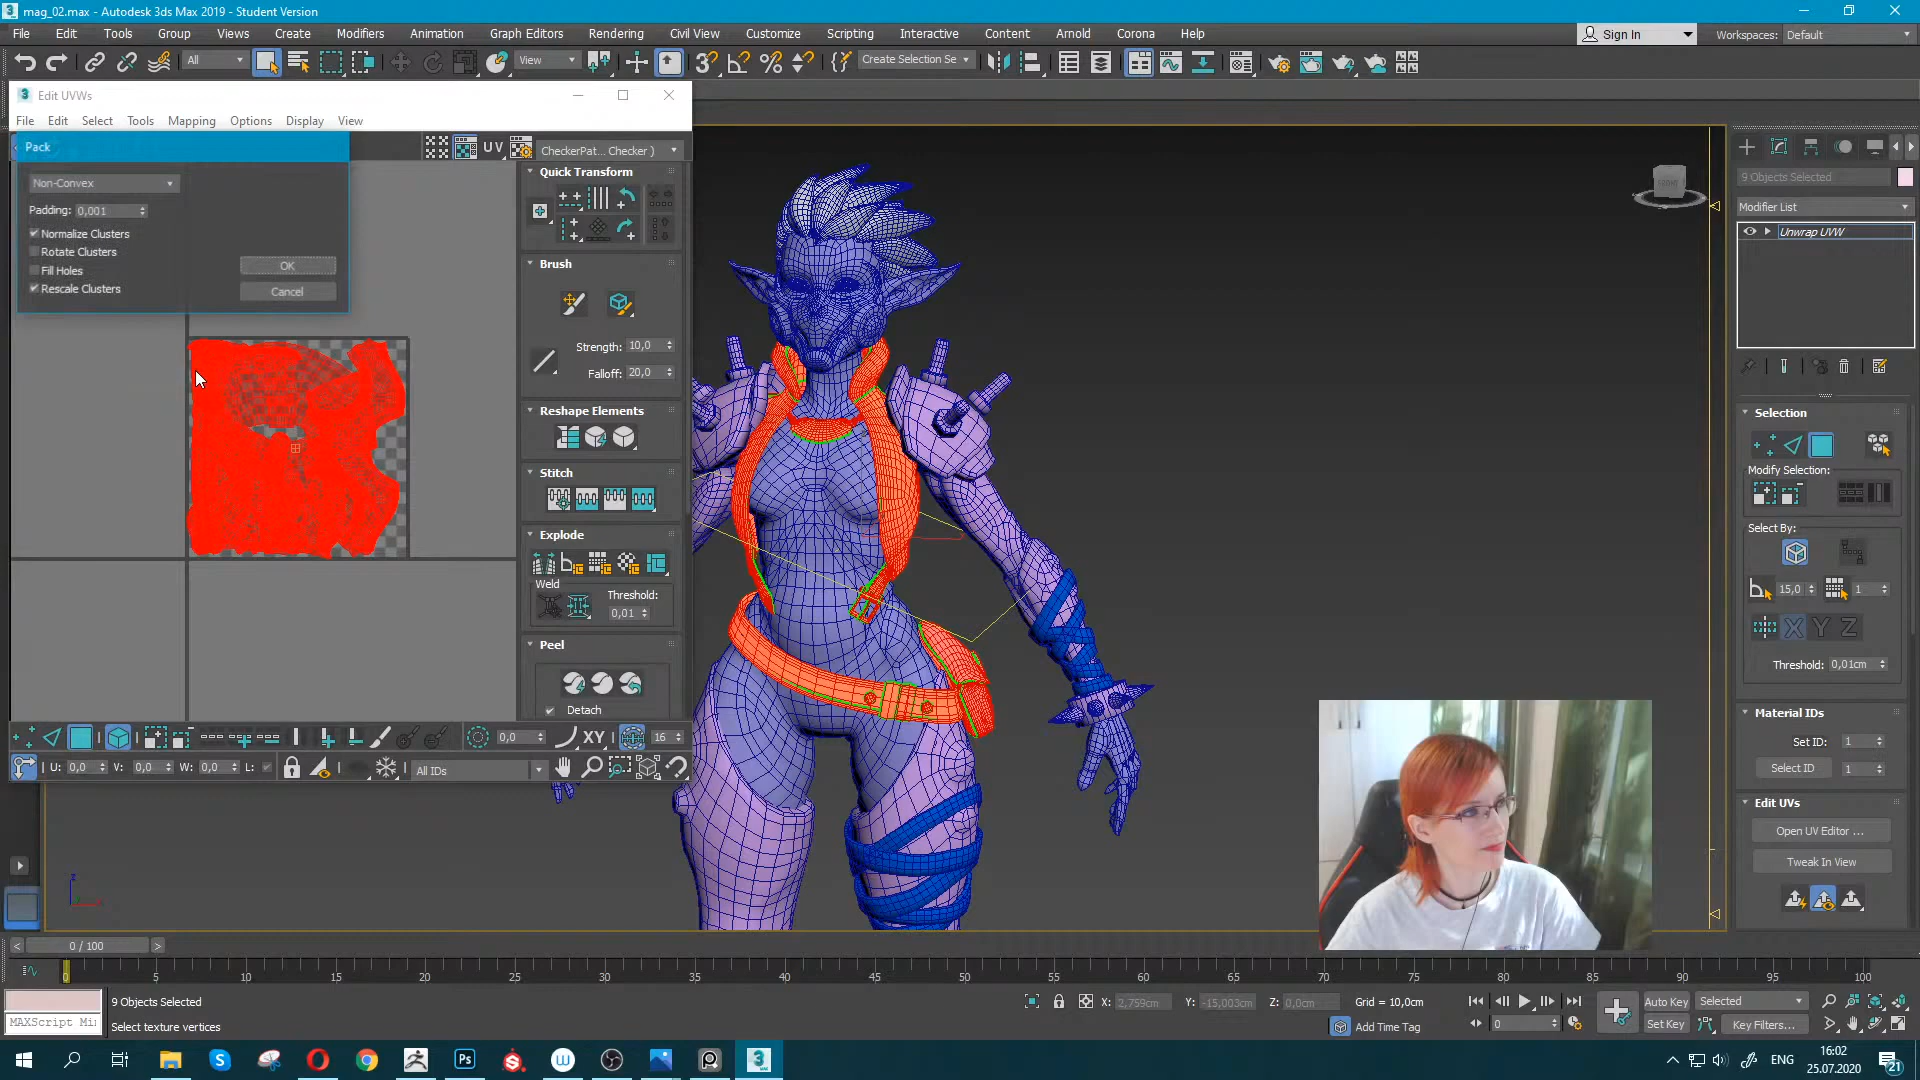 mag_02.max - Autodesk 3ds Max 2019 - Student Version
File Edit Tools Group Views Create Modifiers Animation Graph Editors Rendering Civil View Customize Scripting Interactive Content Arnold Corona Help
Sign In
Workspaces: Default
All
View
Create Selection Se
Edit UVWs
File Edit Select Tools Mapping Options Display View
Pack
UV
CheckerPat... Checker )
Non-Convex
Padding: 0,001
Normalize Clusters
Rotate Clusters
Fill Holes
Rescale Clusters
OK
Cancel
Quick Transform
Brush
Strength: 10,0
Falloff: 20,0
Reshape Elements
Stitch
Explode
Weld
Threshold:
0,01
Peel
Detach
0,0
XY
16
U: 0,0 V: 0,0 W: 0,0 L:
All IDs
FRONT
9 Objects Selected
Modifier List
Unwrap UVW
Selection
Modify Selection:
Select By:
15,0
1
X Y Z
Threshold: 0,01cm
Material IDs
Set ID: 1
Select ID 1
Edit UVs
Open UV Editor ...
Tweak In View
z
0 / 100
0 5 10 15 20 25 30 35 40 45 50 55 60 65 70 75 80 85 90 95 100
9 Objects Selected
MAXScript Mi
Select texture vertices
X: 2,759cm Y: -15,003cm Z: 0,0cm Grid = 10,0cm
Add Time Tag
0
Auto Key Selected
Set Key Key Filters...
ENG
16:02
25.07.2020
21